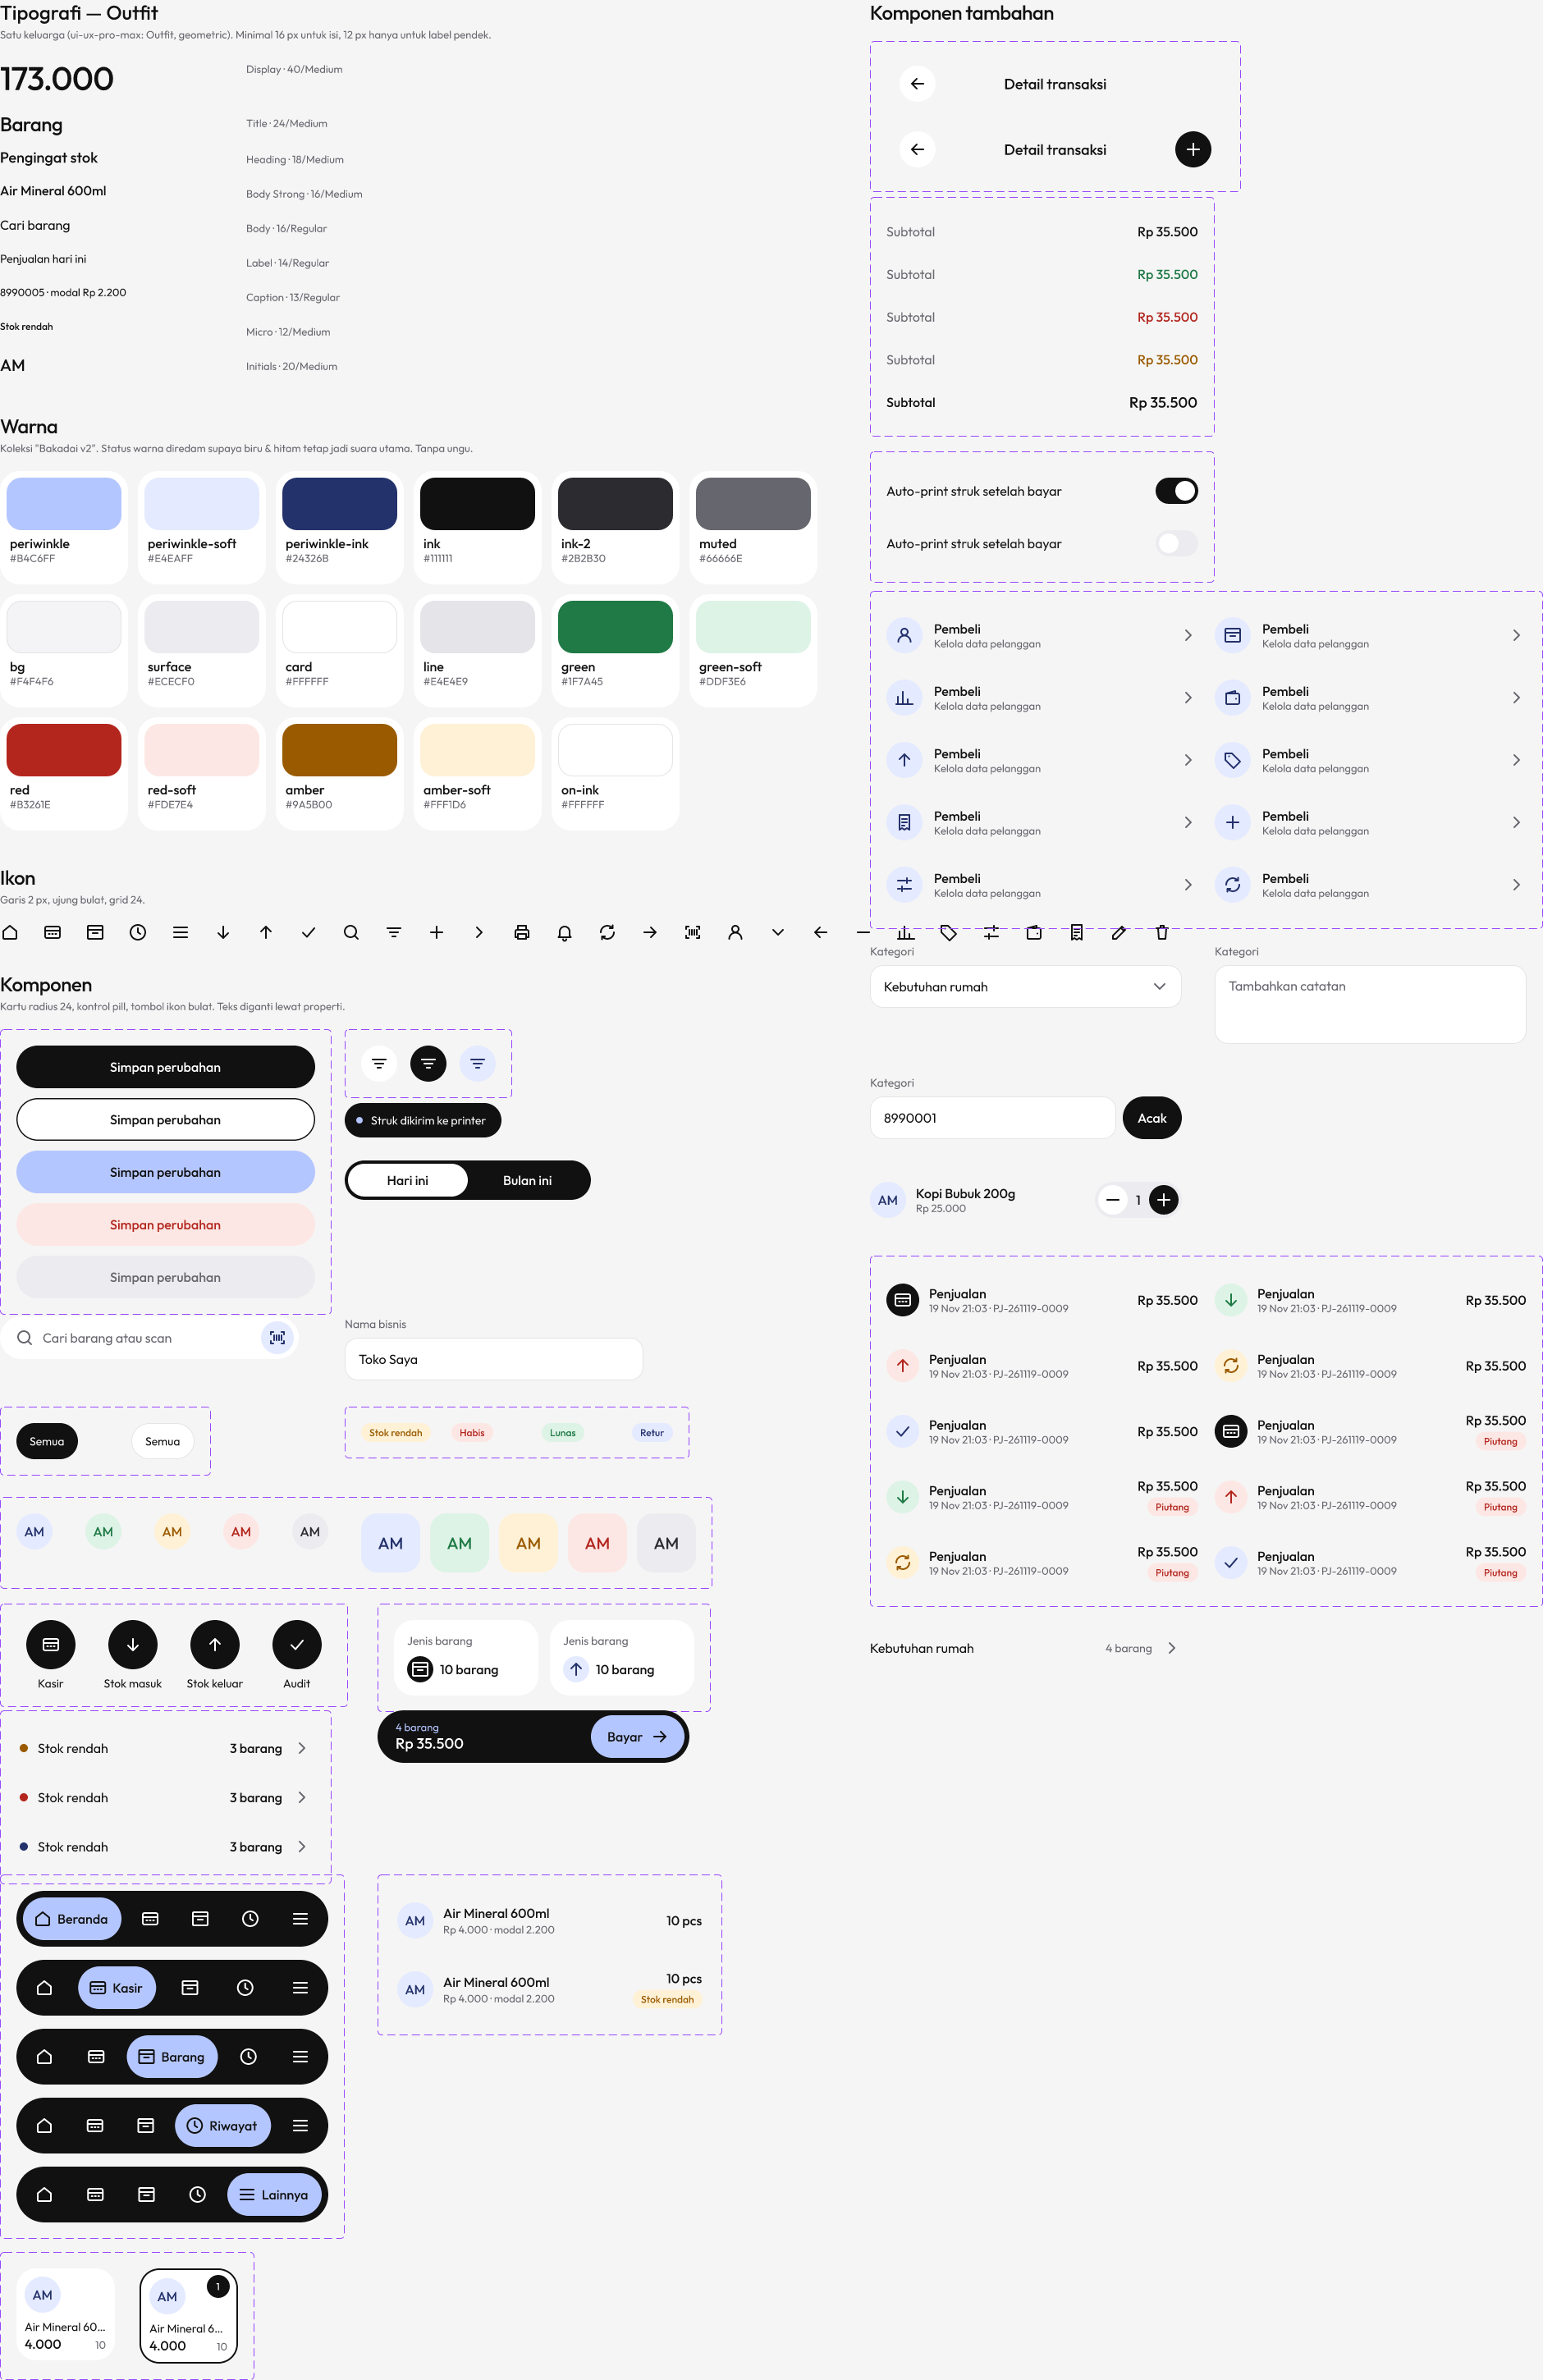 Tipografi — Outfit
Satu keluarga (ui-ux-pro-max: Outfit, geometric). Minimal 16 px untuk isi, 12 px hanya untuk label pendek.
173.000
Display · 40/Medium
Barang
Title · 24/Medium
Pengingat stok
Heading · 18/Medium
Air Mineral 600ml
Body Strong · 16/Medium
Cari barang
Body · 16/Regular
Penjualan hari ini
Label · 14/Regular
8990005 · modal Rp 2.200
Caption · 13/Regular
Stok rendah
Micro · 12/Medium
AM
Initials · 20/Medium
Warna
Koleksi "Bakadai v2". Status warna diredam supaya biru & hitam tetap jadi suara utama. Tanpa ungu.
periwinkle
#B4C6FF
periwinkle-soft
#E4EAFF
periwinkle-ink
#24326B
ink
#111111
ink-2
#2B2B30
muted
#66666E
bg
#F4F4F6
surface
#ECECF0
card
#FFFFFF
line
#E4E4E9
green
#1F7A45
green-soft
#DDF3E6
red
#B3261E
red-soft
#FDE7E4
amber
#9A5B00
amber-soft
#FFF1D6
on-ink
#FFFFFF
Ikon
Garis 2 px, ujung bulat, grid 24.
Komponen
Kartu radius 24, kontrol pill, tombol ikon bulat. Teks diganti lewat properti.
Simpan perubahan
Simpan perubahan
Simpan perubahan
Simpan perubahan
Simpan perubahan
Struk dikirim ke printer
Hari ini
Bulan ini
Cari barang atau scan
Nama bisnis
Toko Saya
Semua
Semua
Stok rendah
Habis
Lunas
Retur
AM
AM
AM
AM
AM
AM
AM
AM
AM
AM
Kasir
Stok masuk
Stok keluar
Audit
Jenis barang
10 barang
Jenis barang
10 barang
4 barang
Rp 35.500
Bayar
Stok rendah
3 barang
Stok rendah
3 barang
Stok rendah
3 barang
Beranda
Kasir
Barang
Riwayat
Lainnya
AM
Air Mineral 600ml
Rp 4.000 · modal 2.200
10 pcs
AM
Air Mineral 600ml
Rp 4.000 · modal 2.200
10 pcs
Stok rendah
AM
Air Mineral 60...
4.000
10
AM
1
Air Mineral 6...
4.000
10
Komponen tambahan
Detail transaksi
Detail transaksi
Subtotal
Rp 35.500
Subtotal
Rp 35.500
Subtotal
Rp 35.500
Subtotal
Rp 35.500
Subtotal
Rp 35.500
Auto-print struk setelah bayar
Auto-print struk setelah bayar
Pembeli
Kelola data pelanggan
Pembeli
Kelola data pelanggan
Pembeli
Kelola data pelanggan
Pembeli
Kelola data pelanggan
Pembeli
Kelola data pelanggan
Pembeli
Kelola data pelanggan
Pembeli
Kelola data pelanggan
Pembeli
Kelola data pelanggan
Pembeli
Kelola data pelanggan
Pembeli
Kelola data pelanggan
Kategori
Kebutuhan rumah
Kategori
Tambahkan catatan
Kategori
8990001
Acak
AM
Kopi Bubuk 200g
Rp 25.000
1
Penjualan
19 Nov 21:03 · PJ-261119-0009
Rp 35.500
Penjualan
19 Nov 21:03 · PJ-261119-0009
Rp 35.500
Penjualan
19 Nov 21:03 · PJ-261119-0009
Rp 35.500
Penjualan
19 Nov 21:03 · PJ-261119-0009
Rp 35.500
Penjualan
19 Nov 21:03 · PJ-261119-0009
Rp 35.500
Penjualan
19 Nov 21:03 · PJ-261119-0009
Rp 35.500
Piutang
Penjualan
19 Nov 21:03 · PJ-261119-0009
Rp 35.500
Piutang
Penjualan
19 Nov 21:03 · PJ-261119-0009
Rp 35.500
Piutang
Penjualan
19 Nov 21:03 · PJ-261119-0009
Rp 35.500
Piutang
Penjualan
19 Nov 21:03 · PJ-261119-0009
Rp 35.500
Piutang
Kebutuhan rumah
4 barang